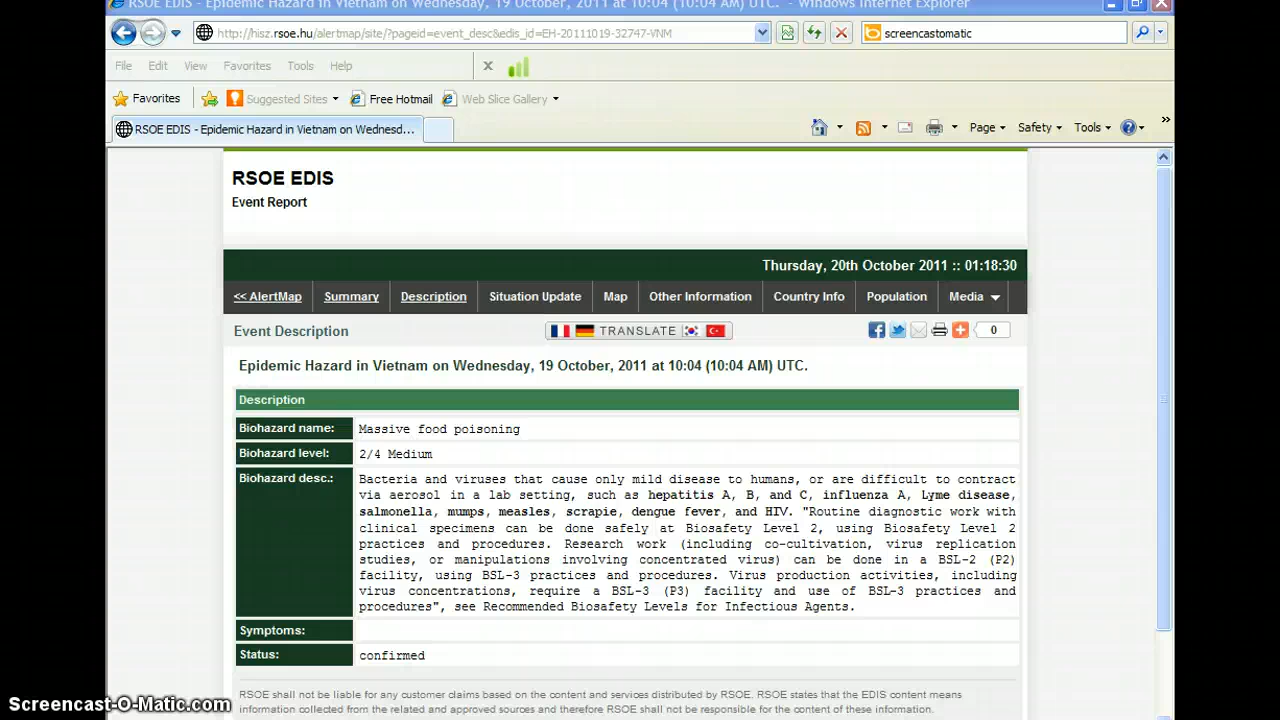 RSOE EDIS - Epidemic Hazard in Vietnam on Wednesday, 19 October, 2011 at 10:04 (10:04 AM) UTC. - Windows Internet Explorer
http://hisz.rsoe.hu/alertmap/site/?pageid=event_desc&edis_id=EH-20111019-32747-VNM
screencastomatic
File Edit View Favorites Tools Help
Favorites Suggested Sites Free Hotmail Web Slice Gallery
RSOE EDIS - Epidemic Hazard in Vietnam on Wednesd...
Page Safety Tools
RSOE EDIS
Event Report
Thursday, 20th October 2011 :: 01:18:30
<< AlertMap Summary Description Situation Update Map Other Information Country Info Population Media
Event Description
TRANSLATE
0
Epidemic Hazard in Vietnam on Wednesday, 19 October, 2011 at 10:04 (10:04 AM) UTC.
Description
Biohazard name: Massive food poisoning
Biohazard level: 2/4 Medium
Biohazard desc.: Bacteria and viruses that cause only mild disease to humans, or are difficult to contract
via aerosol in a lab setting, such as hepatitis A, B, and C, influenza A, Lyme disease,
salmonella, mumps, measles, scrapie, dengue fever, and HIV. "Routine diagnostic work with
clinical specimens can be done safely at Biosafety Level 2, using Biosafety Level 2
practices and procedures. Research work (including co-cultivation, virus replication
studies, or manipulations involving concentrated virus) can be done in a BSL-2 (P2)
facility, using BSL-3 practices and procedures. Virus production activities, including
virus concentrations, require a BSL-3 (P3) facility and use of BSL-3 practices and
procedures", see Recommended Biosafety Levels for Infectious Agents.
Symptoms:
Status: confirmed
RSOE shall not be liable for any customer claims based on the content and services distributed by RSOE. RSOE states that the EDIS content means
information collected from the related and approved sources and therefore RSOE shall not be responsible for the content of these information.
Screencast-O-Matic.com